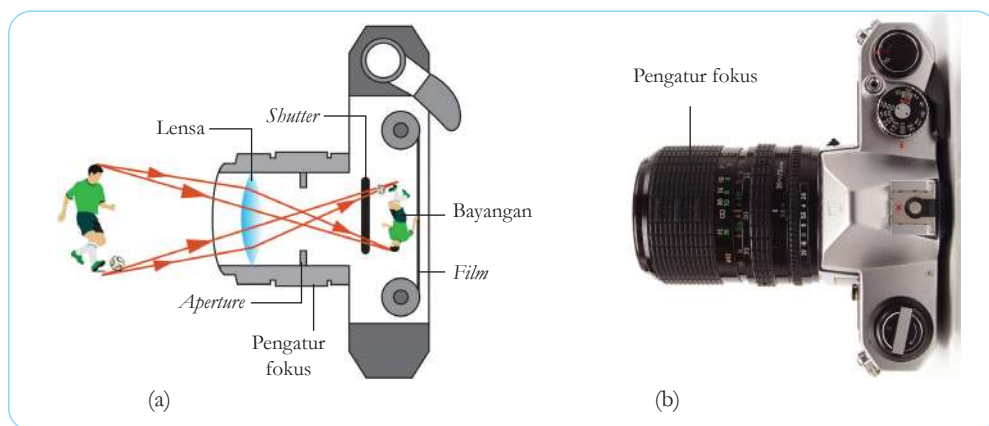 Pengatur fokus
Shutter
Lensa
Bayangan
Film
Aperture
Pengatur
fokus
(a)
(b)